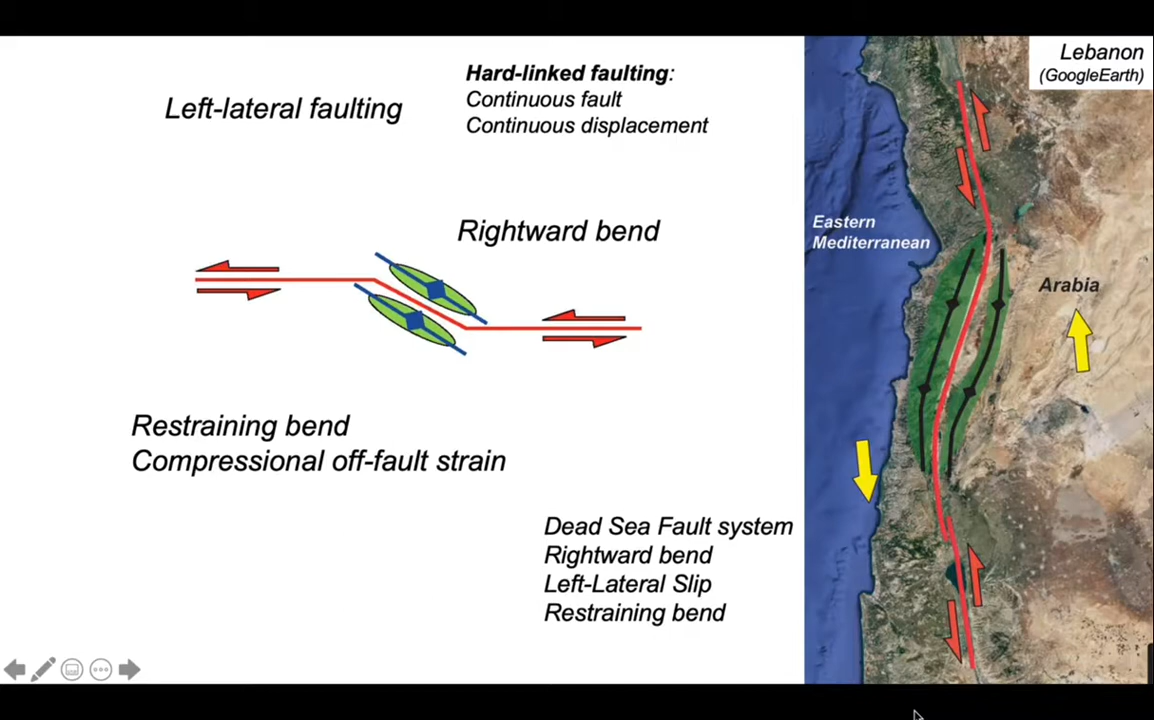 Left-lateral faulting
Hard-linked faulting:
Continuous fault
Continuous displacement
Rightward bend
Restraining bend
Compressional off-fault strain
Dead Sea Fault system
Rightward bend
Left-Lateral Slip
Restraining bend
Lebanon
(GoogleEarth)
Eastern
Mediterranean
Arabia